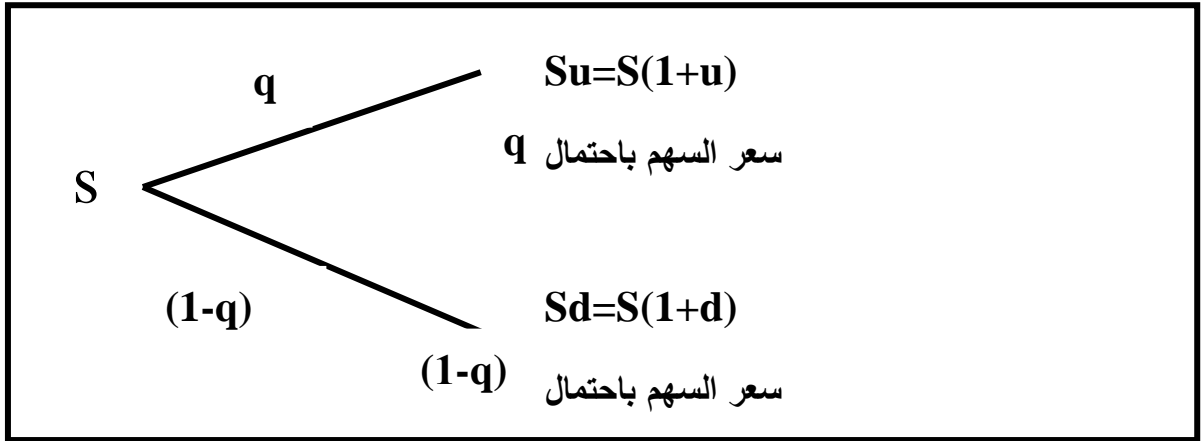 q
Su=S(1+u)
سعر السهم باحتمال q
S
(1-q)
Sd=S(1+d)
سعر السهم باحتمال (1-q)